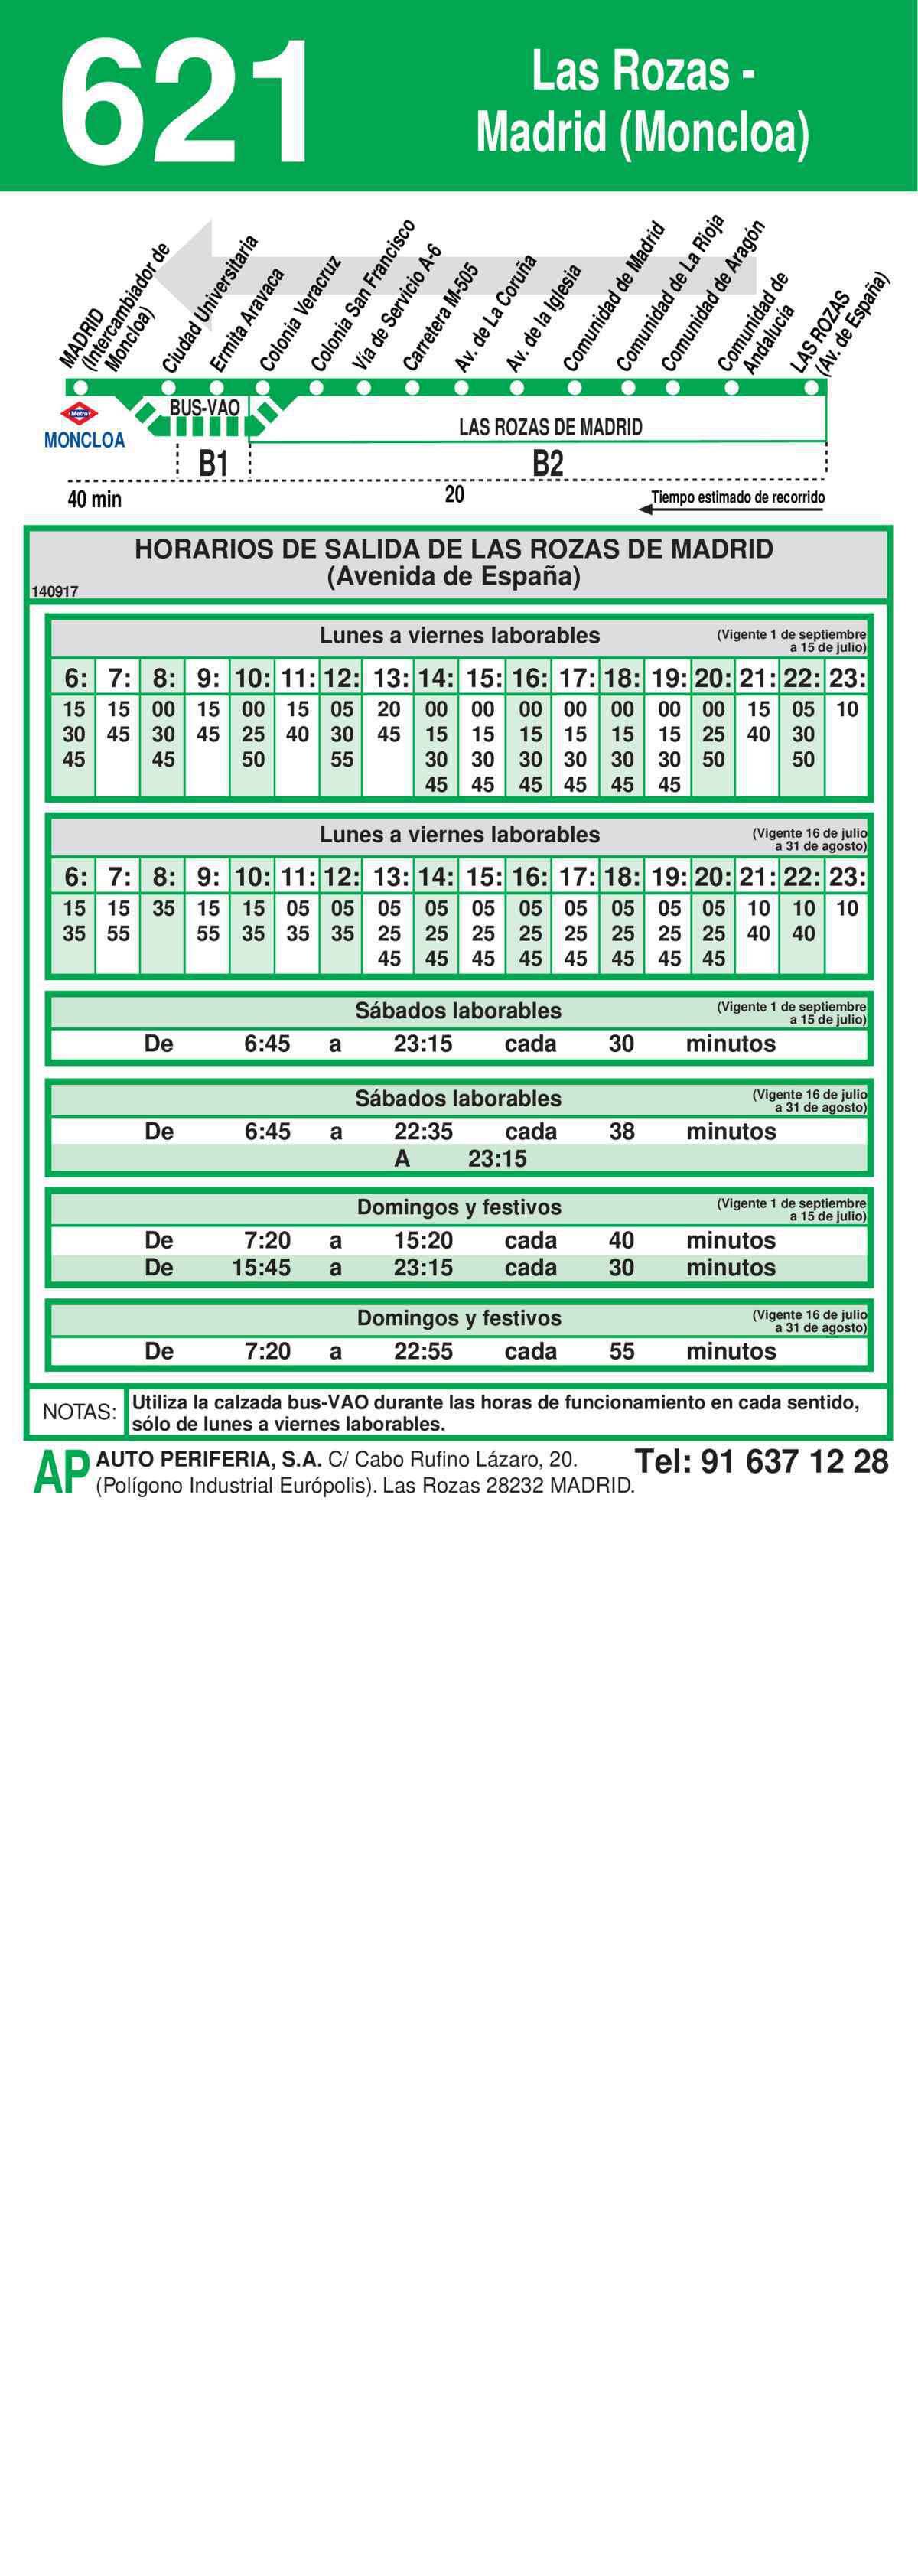 621
Las Rozas -
Madrid (Moncloa)
MADRID
(Intercambiador de
Moncloa)
Ciudad Universitaria
Ermita Aravaca
Colonia Veracruz
Colonia San Francisco
Vía de Servicio A-6
Carretera M-505
Av. de La Coruña
Av. de la Iglesia
Comunidad de Madrid
Comunidad de La Rioja
Comunidad de Aragón
Comunidad de
Andalucía
LAS ROZAS
(Av. de España)
Metro
MONCLOA
BUS-VAO
LAS ROZAS DE MADRID
B1 B2
40 min 20 Tiempo estimado de recorrido
HORARIOS DE SALIDA DE LAS ROZAS DE MADRID
(Avenida de España)
140917
Lunes a viernes laborables (Vigente 1 de septiembre
a 15 de julio)
6: 7: 8: 9: 10: 11: 12: 13: 14: 15: 16: 17: 18: 19: 20: 21: 22: 23:
15 15 00 15 00 15 05 20 00 00 00 00 00 00 00 15 05 10
30 45 30 45 25 40 30 45 15 15 15 15 15 15 25 40 30
45 45 50 55 30 30 30 30 30 30 50 50
45 45 45 45 45 45
Lunes a viernes laborables (Vigente 16 de julio
a 31 de agosto)
6: 7: 8: 9: 10: 11: 12: 13: 14: 15: 16: 17: 18: 19: 20: 21: 22: 23:
15 15 35 15 15 05 05 05 05 05 05 05 05 05 05 10 10 10
35 55 55 35 35 35 25 25 25 25 25 25 25 25 40 40
45 45 45 45 45 45 45 45
Sábados laborables (Vigente 1 de septiembre
a 15 de julio)
De 6:45 a 23:15 cada 30 minutos
Sábados laborables (Vigente 16 de julio
a 31 de agosto)
De 6:45 a 22:35 cada 38 minutos
A 23:15
Domingos y festivos (Vigente 1 de septiembre
a 15 de julio)
De 7:20 a 15:20 cada 40 minutos
De 15:45 a 23:15 cada 30 minutos
Domingos y festivos (Vigente 16 de julio
a 31 de agosto)
De 7:20 a 22:55 cada 55 minutos
NOTAS: Utiliza la calzada bus-VAO durante las horas de funcionamiento en cada sentido,
sólo de lunes a viernes laborables.
AP AUTO PERIFERIA, S.A. C/ Cabo Rufino Lázaro, 20. Tel: 91 637 12 28
(Polígono Industrial Európolis). Las Rozas 28232 MADRID.